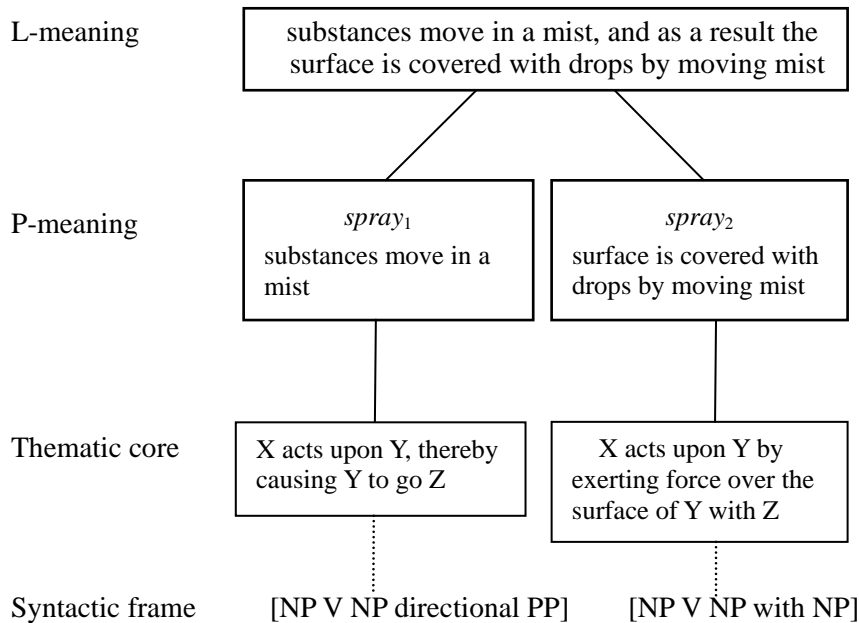 L-meaning
substances move in a mist, and as a result the
surface is covered with drops by moving mist
P-meaning
spray₁
substances move in a
mist
spray₂
surface is covered with
drops by moving mist
Thematic core
X acts upon Y, thereby
causing Y to go Z
X acts upon Y by
exerting force over the
surface of Y with Z
Syntactic frame
[NP V NP directional PP]
[NP V NP with NP]